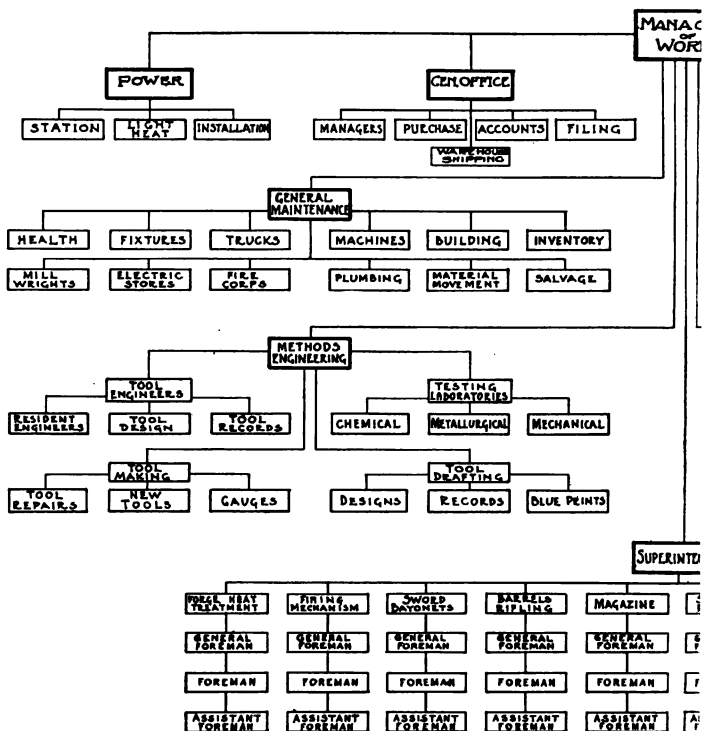 MANAG
OF
WOR
POWER
GEN. OFFICE
STATION
LIGHT
HEAT
INSTALLATION
MANAGERS
PURCHASE
ACCOUNTS
FILING
WAREHOUSE
SHIPPING
GENERAL
MAINTENANCE
HEALTH
FIXTURES
TRUCKS
MACHINES
BUILDING
INVENTORY
MILL
WRIGHTS
ELECTRIC
STORES
FIRE
CORPS
PLUMBING
MATERIAL
MOVEMENT
SALVAGE
METHODS
ENGINEERING
TOOL
ENGINEERS
TESTING
LABORATORIES
RESIDENT
ENGINEERS
TOOL
DESIGN
TOOL
RECORDS
CHEMICAL
METALLURGICAL
MECHANICAL
TOOL
MAKING
TOOL
DRAFTING
TOOL
REPAIRS
NEW
TOOLS
GAUGES
DESIGNS
RECORDS
BLUE PRINTS
SUPERINTE
FORGE HEAT
TREATMENT
FIRING
MECHANISM
SWORD
BAYONETS
BARRELS
RIFLING
MAGAZINE
GENERAL
FOREMAN
GENERAL
FOREMAN
GENERAL
FOREMAN
GENERAL
FOREMAN
GENERAL
FOREMAN
FOREMAN
FOREMAN
FOREMAN
FOREMAN
FOREMAN
ASSISTANT
FOREMAN
ASSISTANT
FOREMAN
ASSISTANT
FOREMAN
ASSISTANT
FOREMAN
ASSISTANT
FOREMAN